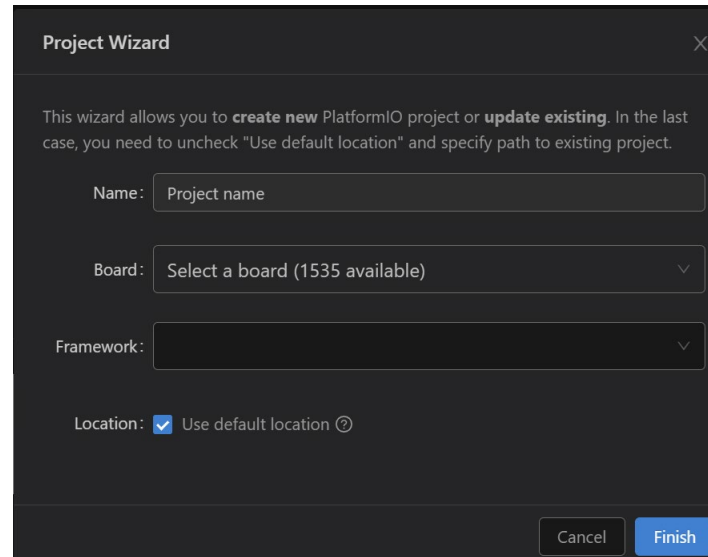 Project Wizard
This wizard allows you to create new PlatformIO project or update existing. In the last
case, you need to uncheck "Use default location" and specify path to existing project.
Name: Project name
Board: Select a board (1535 available)
Framework:
Location: Use default location
Cancel Finish